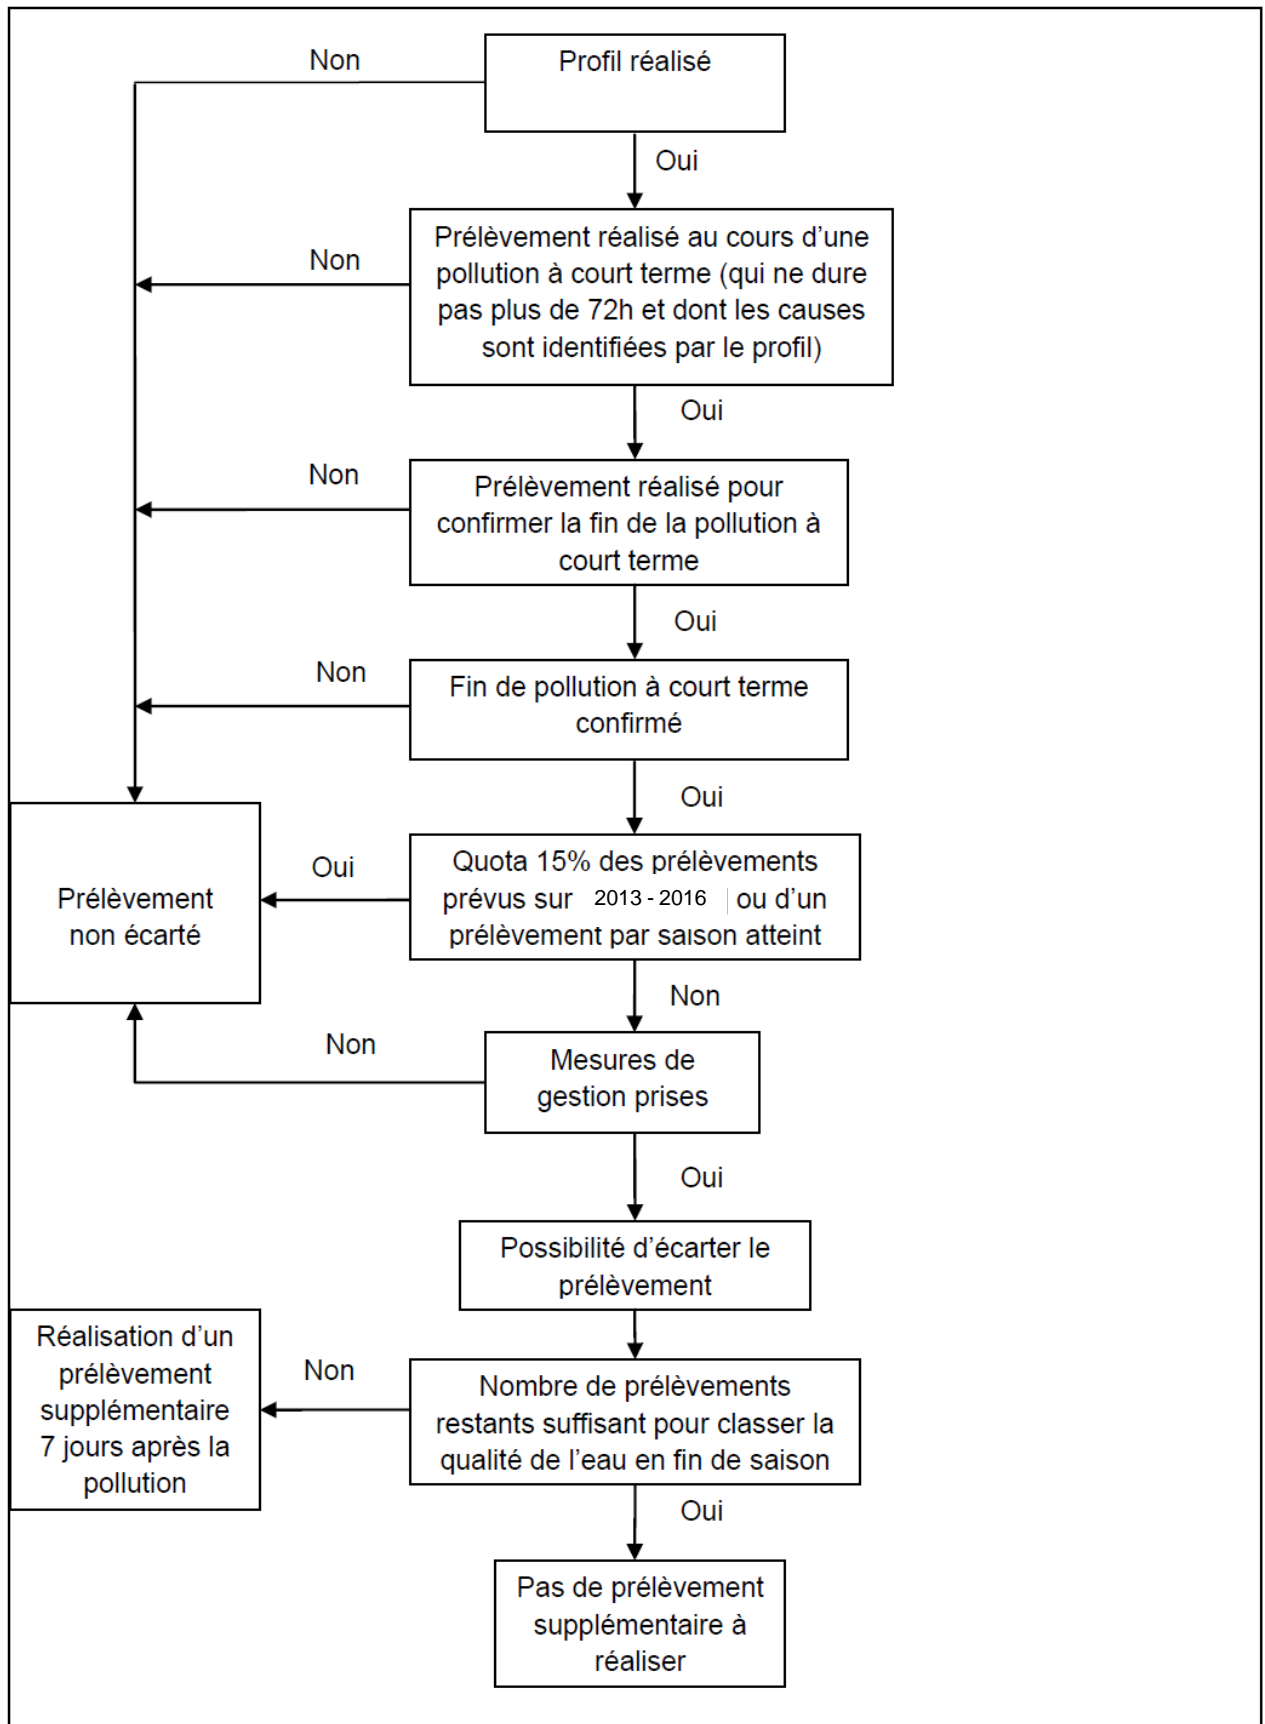 Non
Profil réalisé
Oui
Non
Prélèvement réalisé au cours d'une
pollution à court terme (qui ne dure
pas plus de 72h et dont les causes
sont identifiées par le profil)
Oui
Non
Prélèvement réalisé pour
confirmer la fin de la pollution à
court terme
Oui
Non
Fin de pollution à court terme
confirmé
Oui
Prélèvement
non écarté
Oui
Quota 15% des prélèvements
prévus sur 2013 - 2016 ou d'un
prélèvement par saison atteint
Non
Non
Mesures de
gestion prises
Oui
Possibilité d'écarter le
prélèvement
Réalisation d'un
prélèvement
supplémentaire
7 jours après la
pollution
Non
Nombre de prélèvements
restants suffisant pour classer la
qualité de l'eau en fin de saison
Oui
Pas de prélèvement
supplémentaire à
réaliser